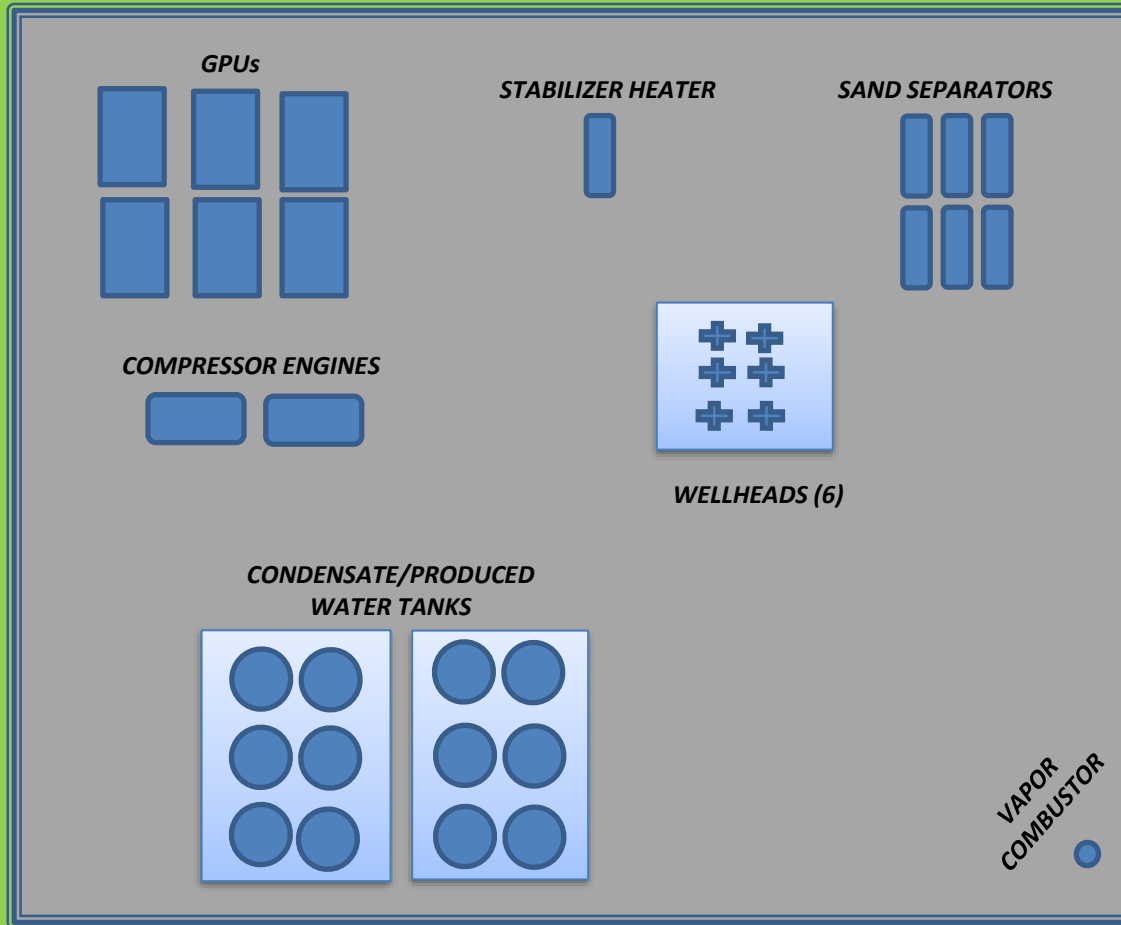 GPUs
STABILIZER HEATER
SAND SEPARATORS
COMPRESSOR ENGINES
WELLHEADS (6)
CONDENSATE/PRODUCED
WATER TANKS
VAPOR
COMBUSTOR